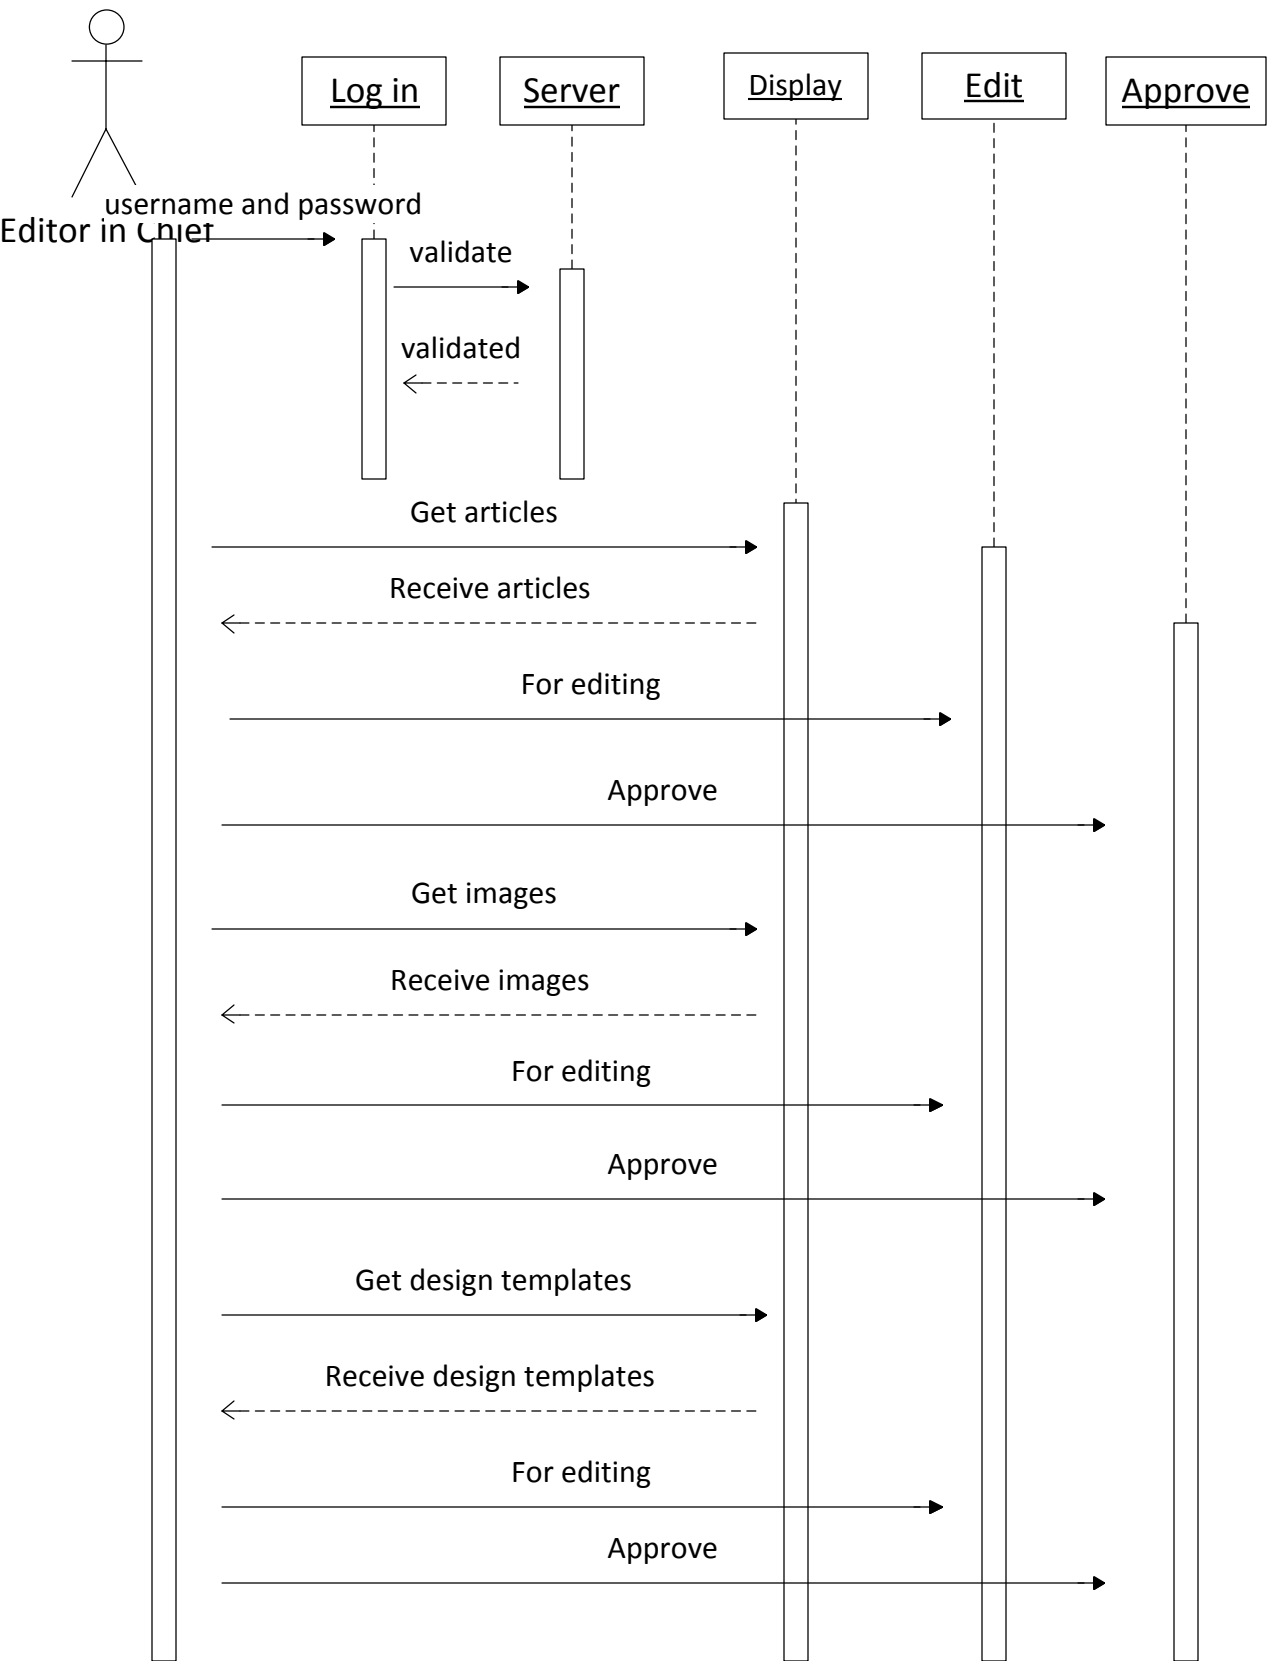 Log in
Server
Display
Edit
Approve
username and password
Editor in Chief
validate
validated
Get articles
Receive articles
For editing
Approve
Get images
Receive images
For editing
Approve
Get design templates
Receive design templates
For editing
Approve